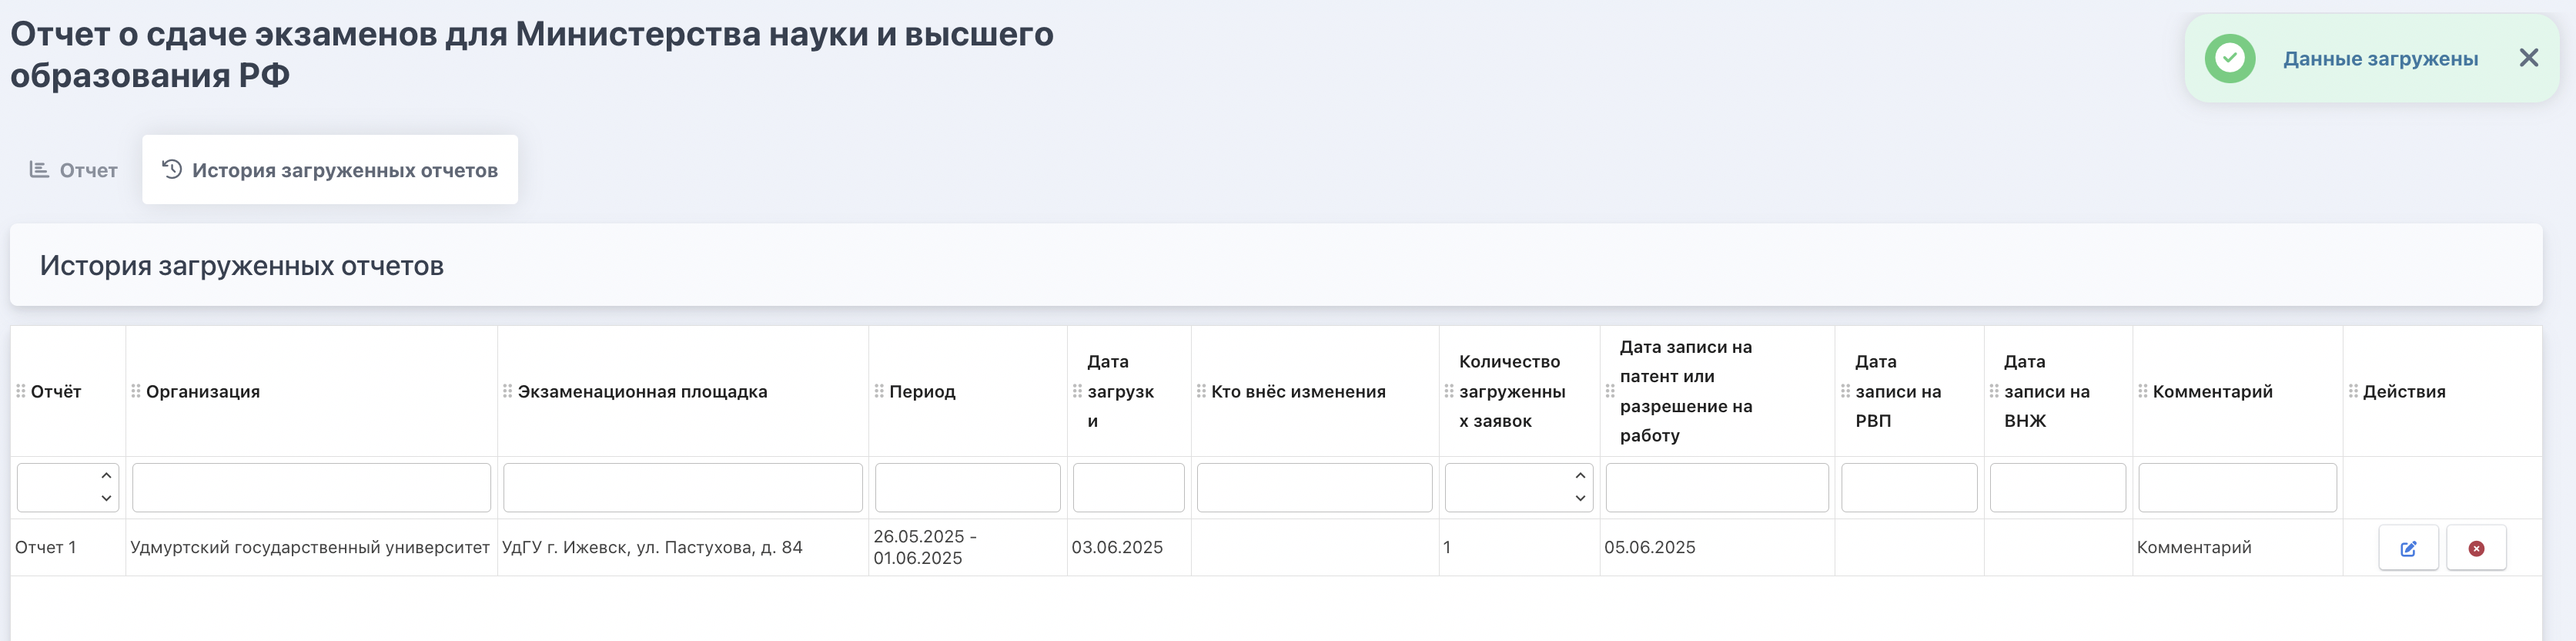 Отчет о сдаче экзаменов для Министерства науки и высшего
образования РФ
Данные загружены
Отчет
История загруженных отчетов
История загруженных отчетов
Отчёт
Организация
Экзаменационная площадка
Период
Дата
загрузк
и
Кто внёс изменения
Количество
загруженны
х заявок
Дата записи на
патент или
разрешение на
работу
Дата
записи на
РВП
Дата
записи на
ВНЖ
Комментарий
Действия
Отчет 1
Удмуртский государственный университет
УдГУ г. Ижевск, ул. Пастухова, д. 84
26.05.2025 -
01.06.2025
03.06.2025
1
05.06.2025
Комментарий